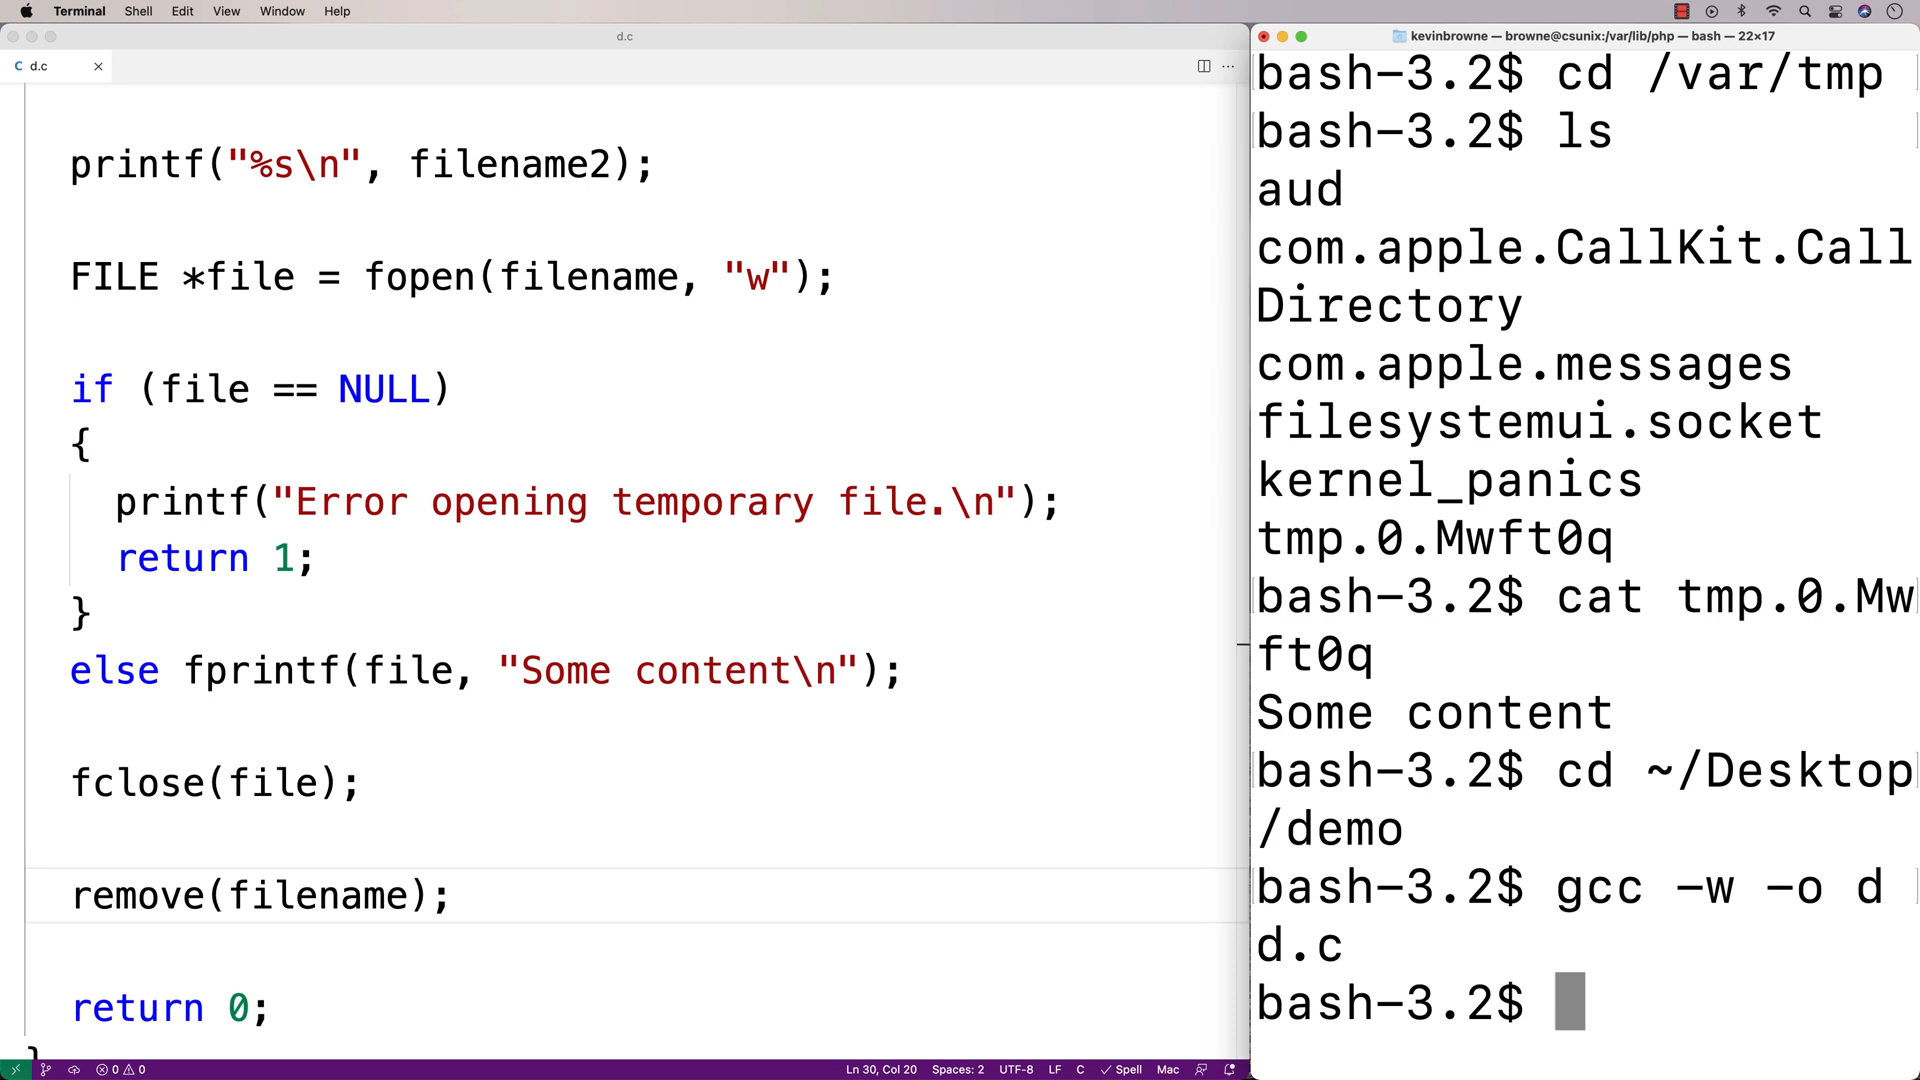 Terminal Shell Edit View Window Help
d.c
C d.c
printf("%s\n", filename2);
FILE *file = fopen(filename, "w");
if (file == NULL)
{
printf("Error opening temporary file.\n");
return 1;
}
else fprintf(file, "Some content\n");
fclose(file);
remove(filename);
return 0;
}
0 0
Ln 30, Col 20 Spaces: 2 UTF-8 LF C Spell Mac
kevinbrowne — browne@csunix:/var/lib/php — bash — 22×17
bash-3.2$ cd /var/tmp
bash-3.2$ ls
aud
com.apple.CallKit.Call
Directory
com.apple.messages
filesystemui.socket
kernel_panics
tmp.0.Mwft0q
bash-3.2$ cat tmp.0.Mw
ft0q
Some content
bash-3.2$ cd ~/Desktop
/demo
bash-3.2$ gcc -w -o d
d.c
bash-3.2$